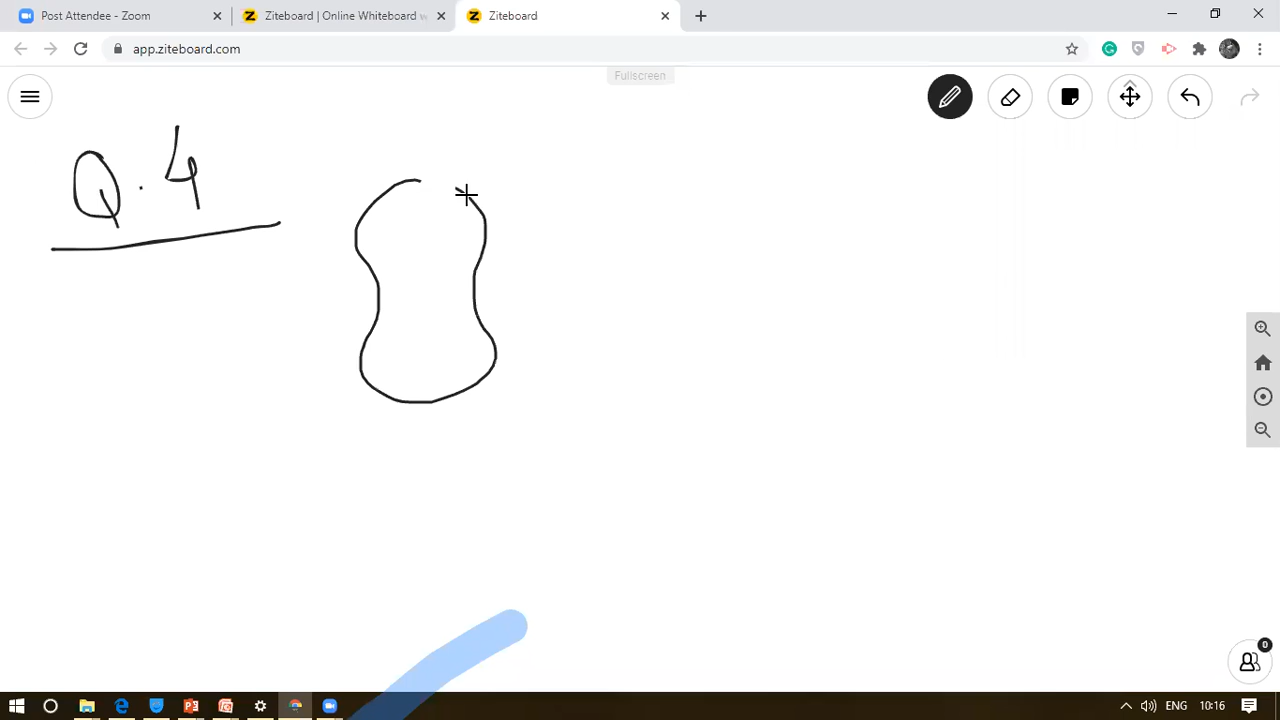 Post Attendee - Zoom
Ziteboard | Online Whiteboard
Ziteboard
app.ziteboard.com
Fullscreen
Q.4
0
ENG 10:16